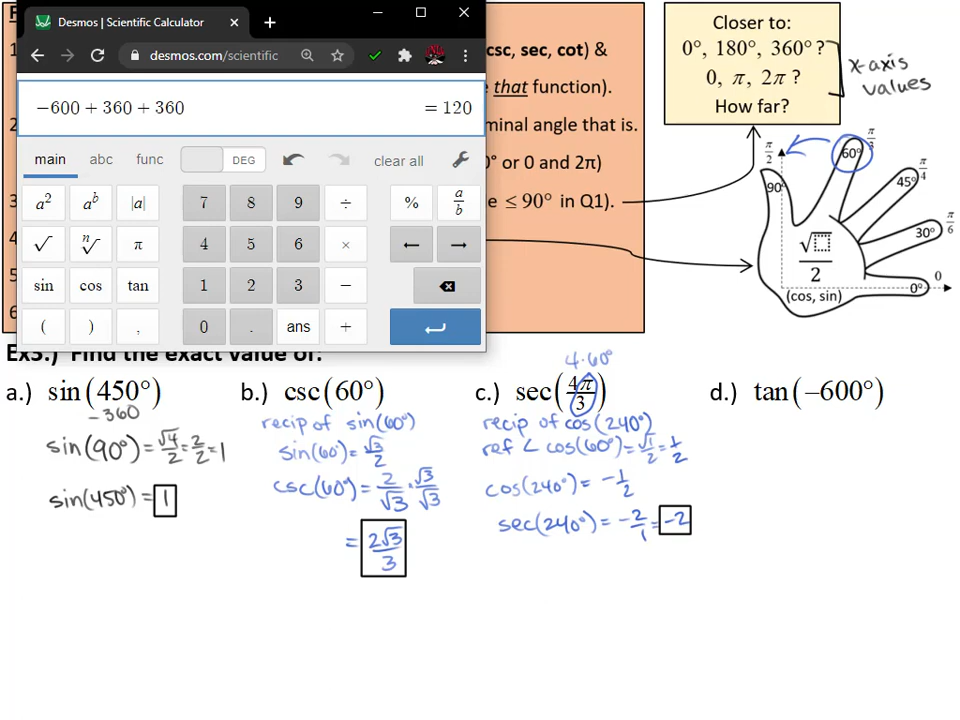 Desmos | Scientific Calculator
desmos.com/scientific
−600 + 360 + 360
= 120
main abc func DEG clear all
a² aᵇ |a| 7 8 9 ÷ % a/b
√ ⁿ√ π 4 5 6 × ← →
sin cos tan 1 2 3 −
( ) , 0 . ans +
csc, sec, cot) &
that function).
minal angle that is.
0° or 0 and 2π)
e ≤ 90° in Q1).
Closer to:
0°, 180°, 360°?
0, π, 2π?
How far?
x-axis
values
π/2
90°
60°
π/3
45°
π/4
30°
π/6
0°
0
√⬚/2
(cos, sin)
Ex3.) Find the exact value of:
a.) sin(450°)
−360
sin(90°) = √4/2 = 2/2 = 1
sin(450°) = 1
b.) csc(60°)
recip of sin(60°)
sin(60°) = √3/2
csc(60°) = 2/√3 · √3/√3
= 2√3/3
4·60°
c.) sec(4π/3)
recip of cos(240°)
ref ∠ cos(60°) = √1/2 = 1/2
cos(240°) = −1/2
sec(240°) = −2/1 = −2
d.) tan(−600°)